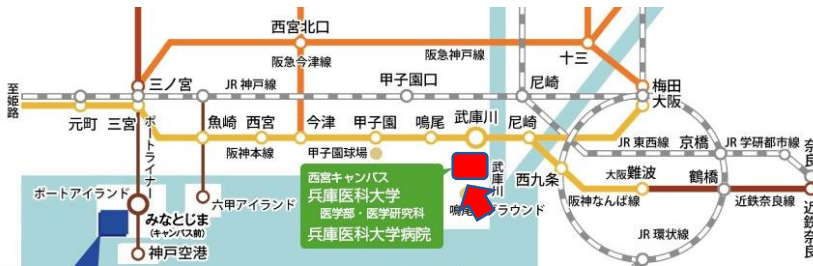 西宮北口
阪急神戸線
十三
阪急今津線
三ノ宮
JR 神戸線
甲子園口
尼崎
梅田
大阪
至姫路
元町
三宮
魚崎
西宮
今津
甲子園
鳴尾
武庫川
尼崎
JR 東西線
京橋
JR 学研都市線
奈良
ポートライナー
阪神本線
甲子園球場
西宮キャンパス
兵庫医科大学
医学部・医学研究科
兵庫医科大学病院
武庫川
鳴尾
グラウンド
西九条
大阪難波
鶴橋
阪神なんば線
近鉄奈良線
近鉄奈良
ポートアイランド
六甲アイランド
みなとじま
(キャンパス前)
神戸空港
JR 環状線